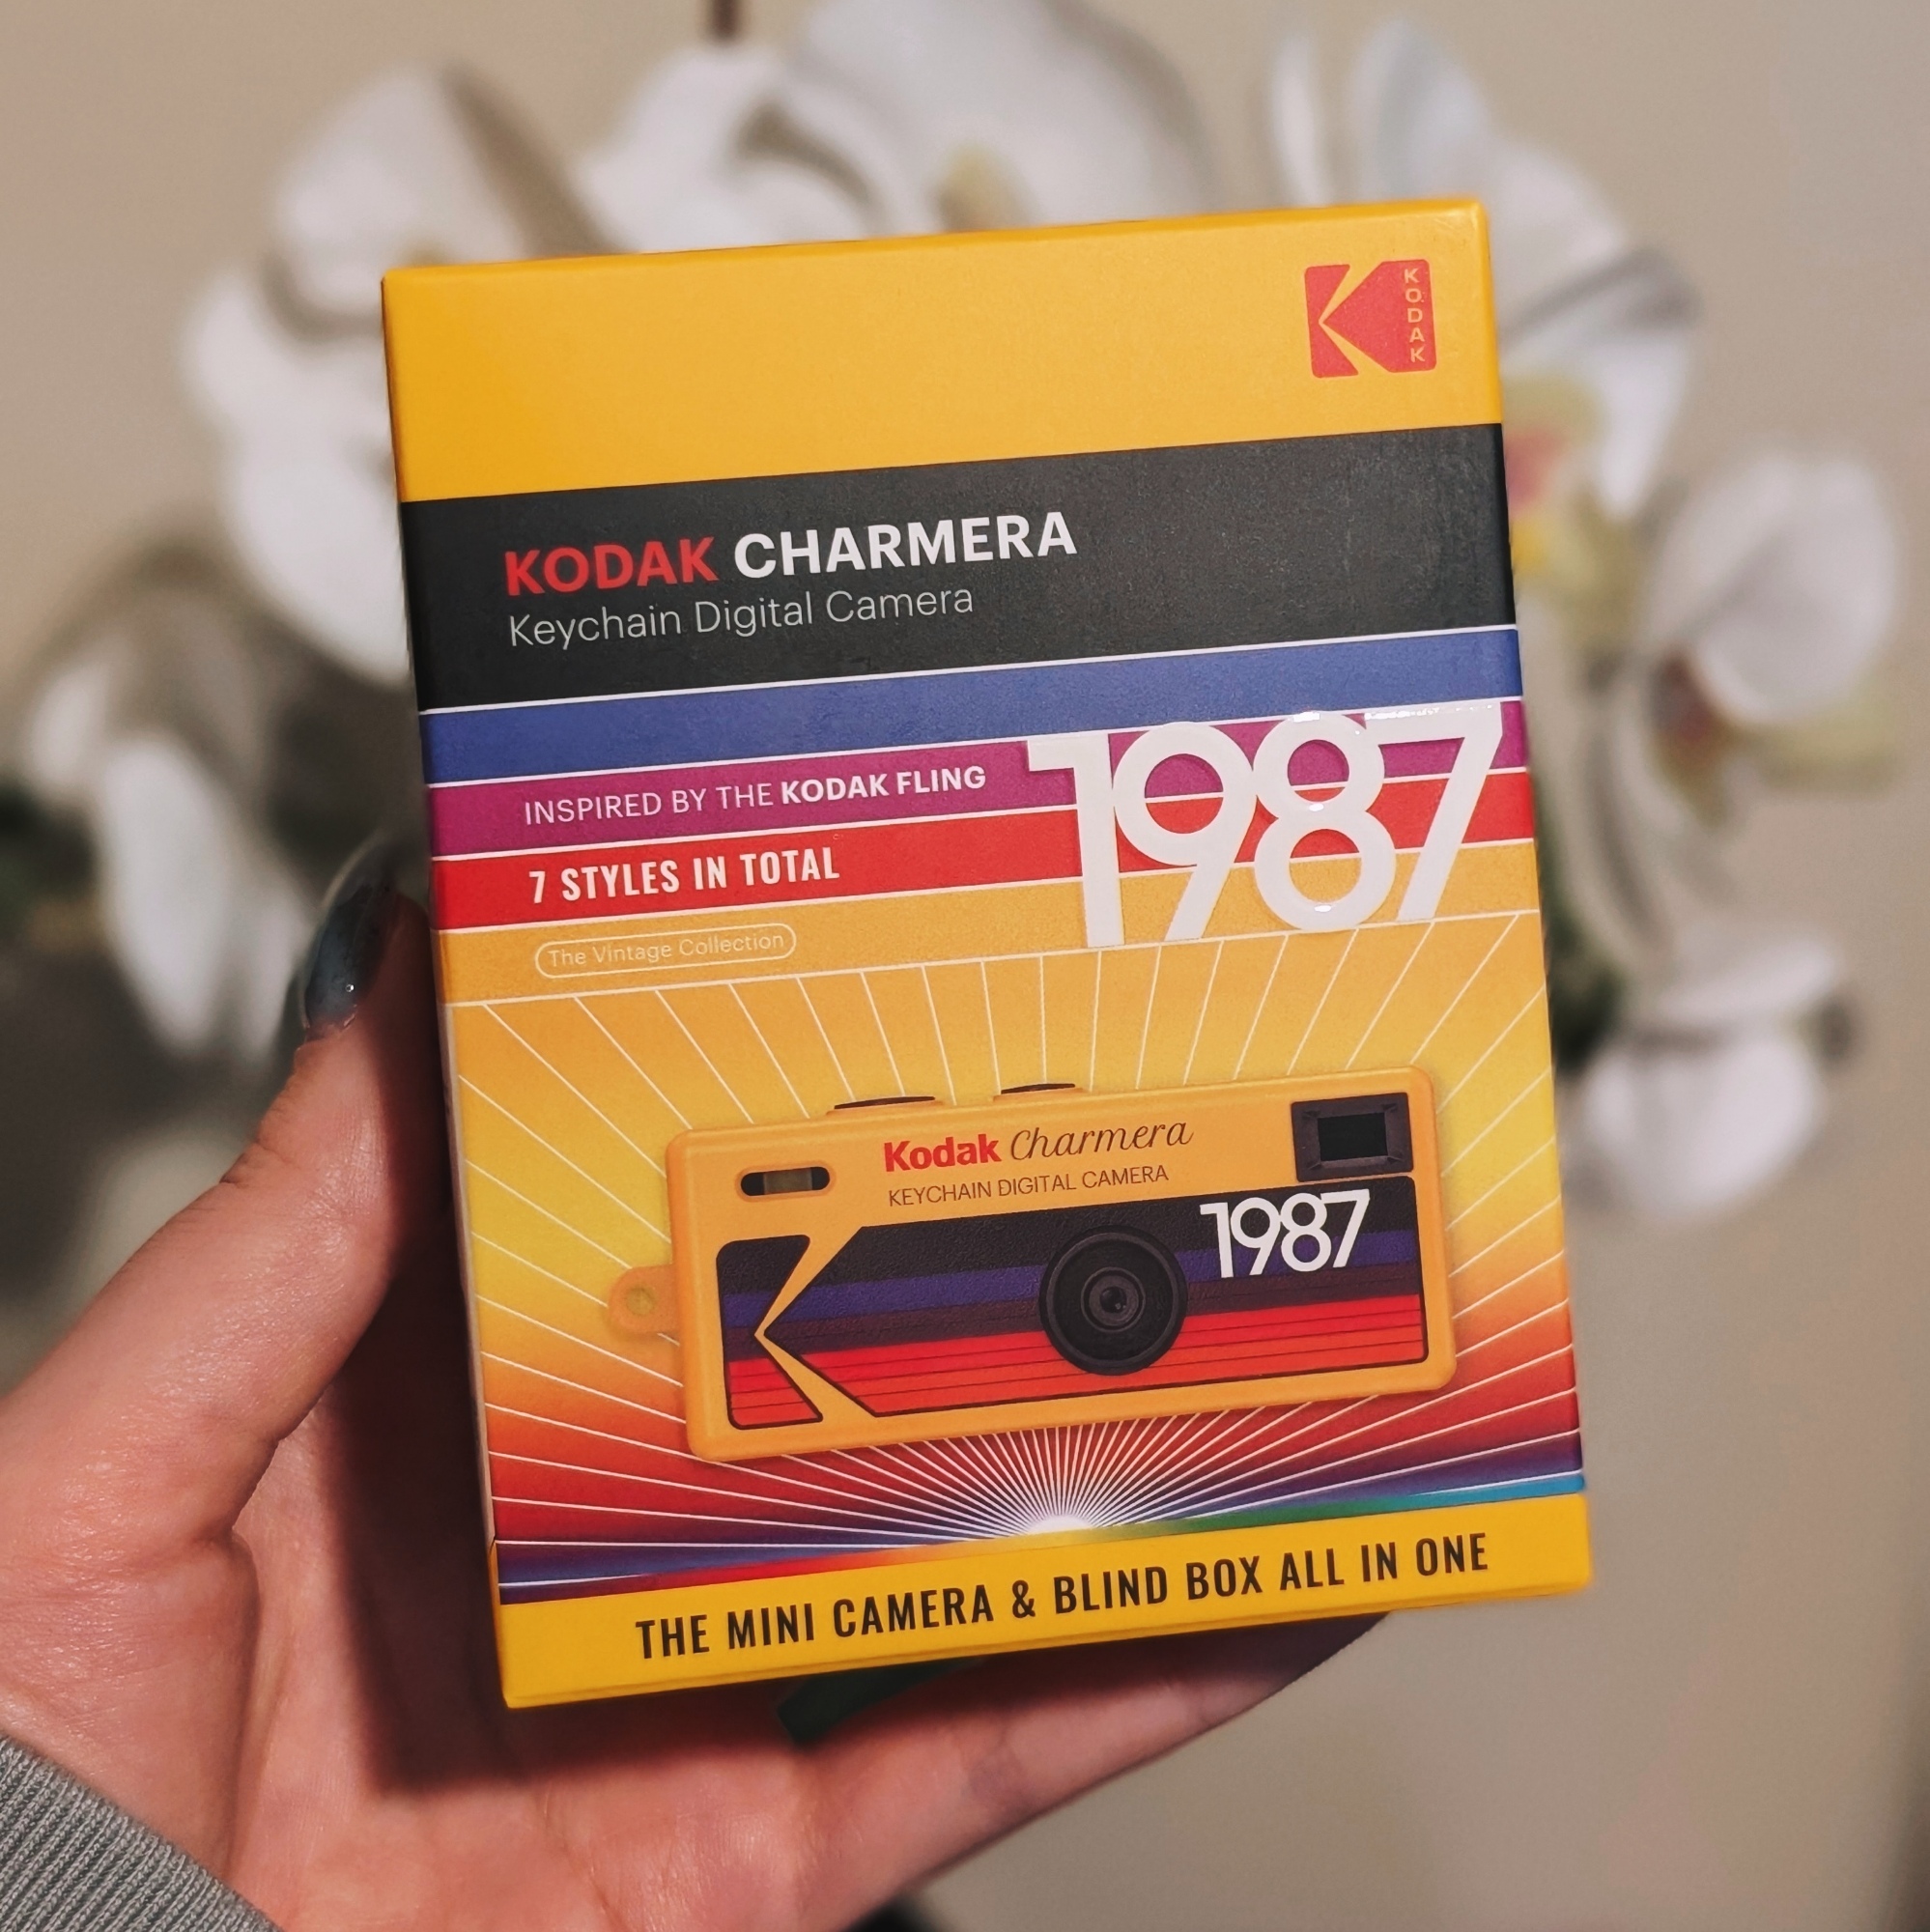 KODAK
KODAK CHARMERA
Keychain Digital Camera
INSPIRED BY THE KODAK FLING
1987
7 STYLES IN TOTAL
The Vintage Collection
Kodak Charmera
KEYCHAIN DIGITAL CAMERA
1987
THE MINI CAMERA & BLIND BOX ALL IN ONE